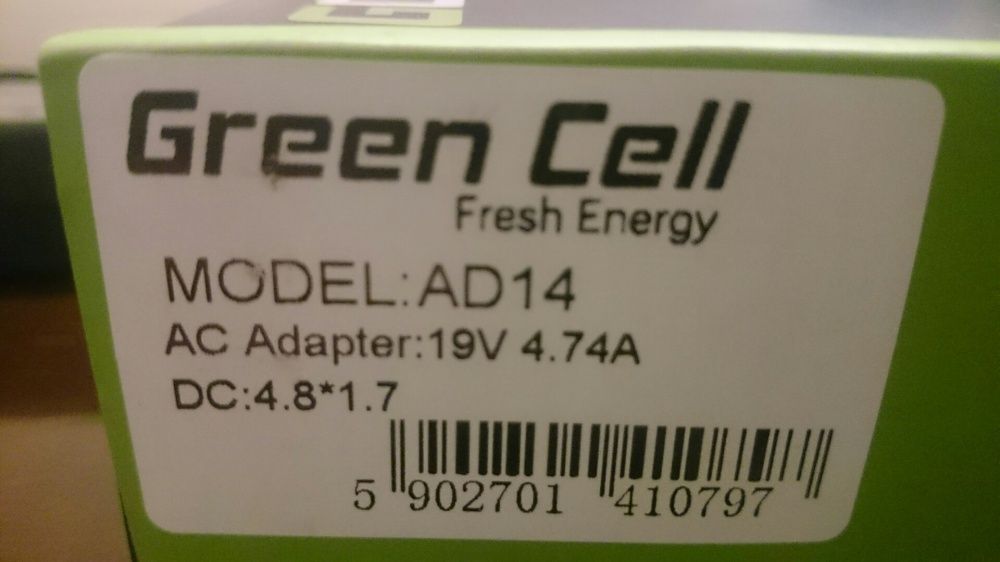 Green Cell
Fresh Energy
MODEL:AD14
AC Adapter:19V 4.74A
DC:4.8*1.7
5 902701 410797